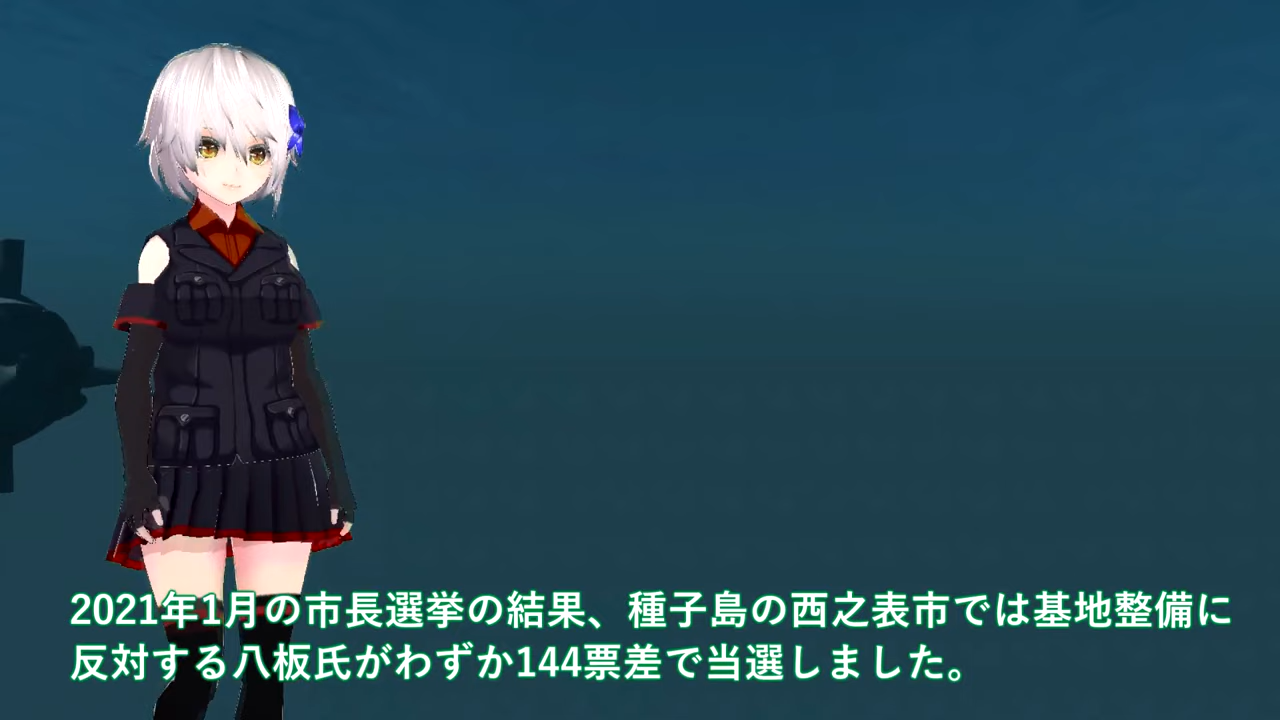 2021年1月の市長選挙の結果、種子島の西之表市では基地整備に
反対する八板氏がわずか144票差で当選しました。